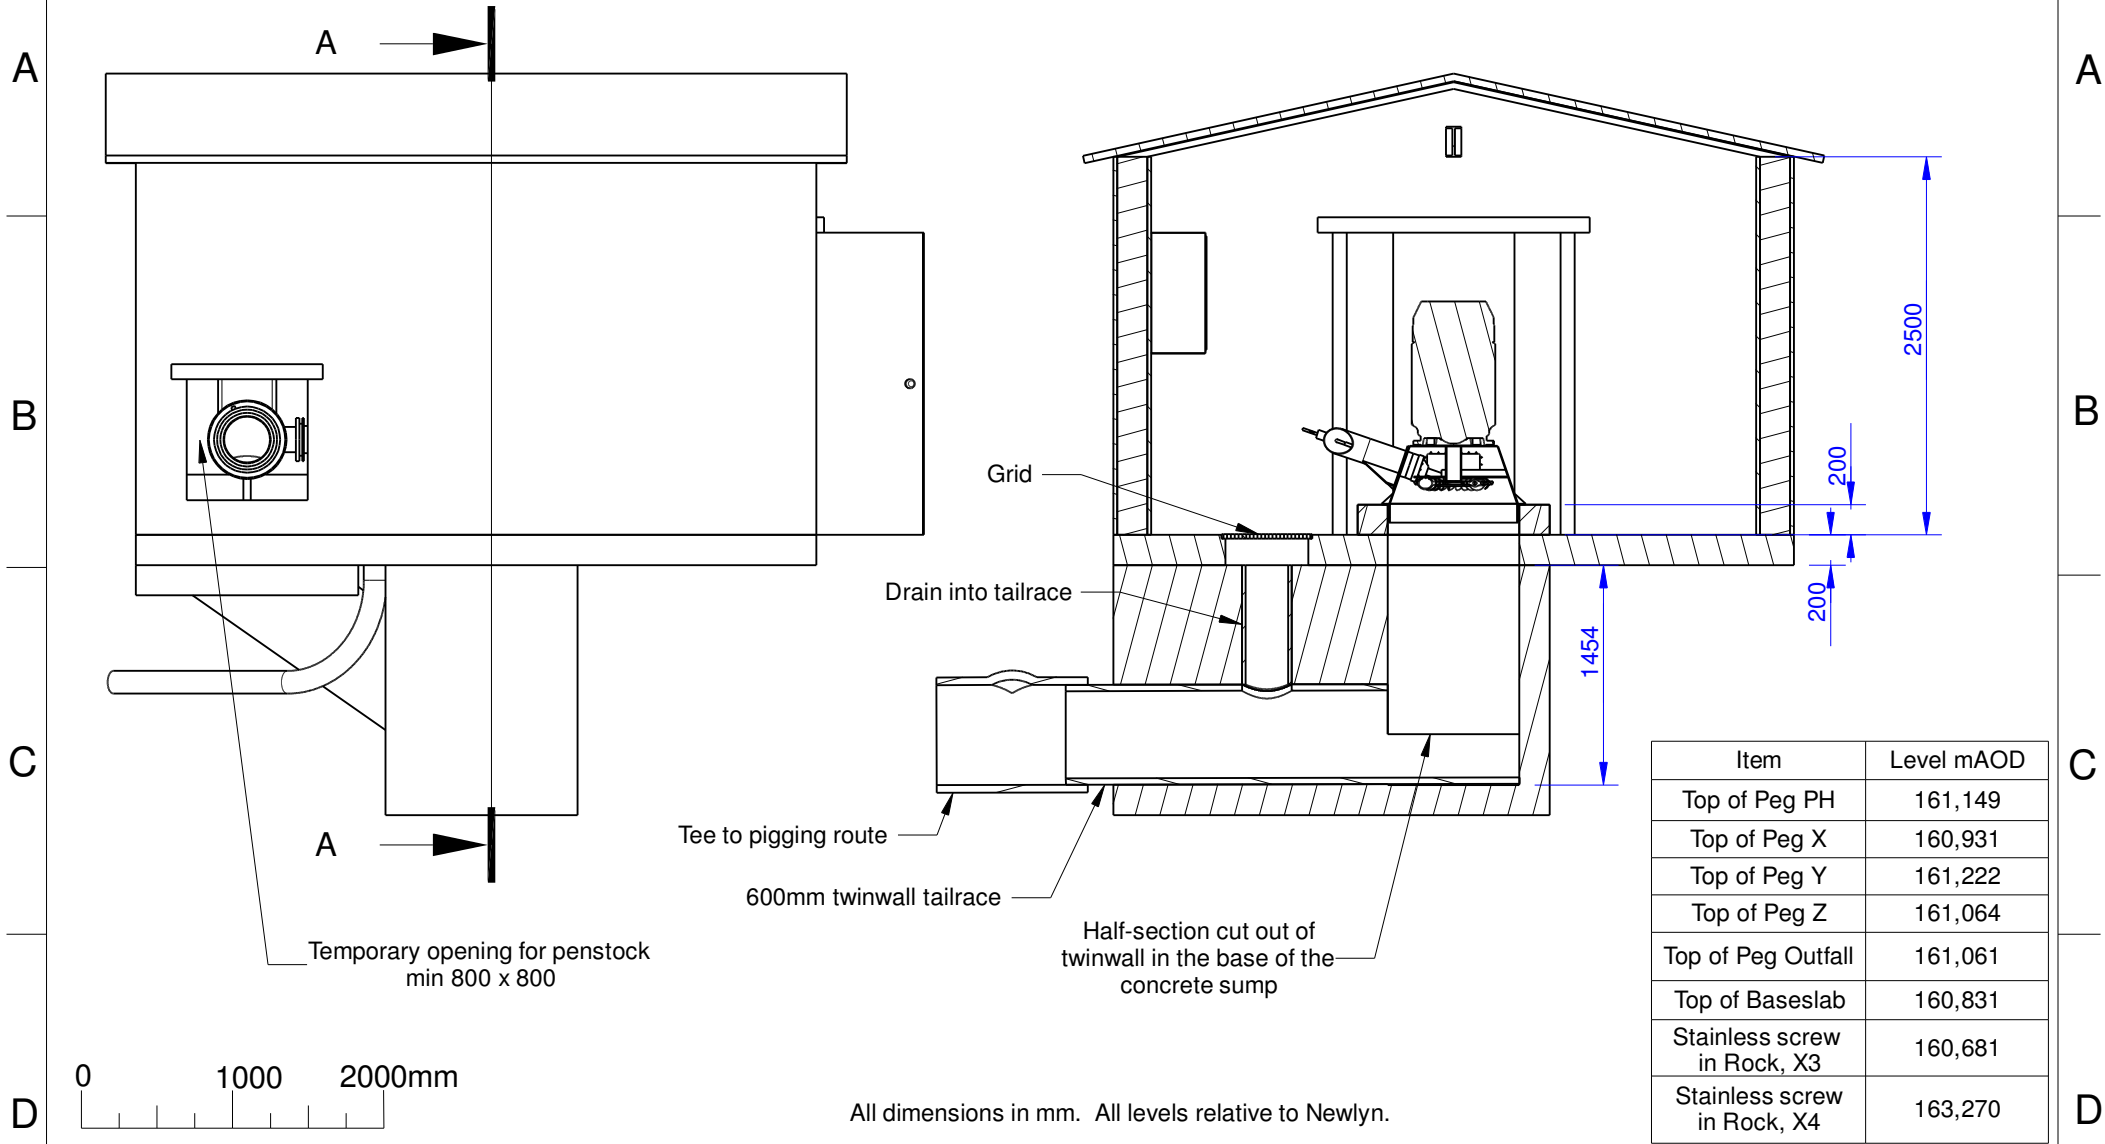 A
A
A
A
B
B
C
C
D
D
A
2500
200
200
1454
Grid
Drain into tailrace
Tee to pigging route
600mm twinwall tailrace
Half-section cut out of
twinwall in the base of the
concrete sump
Temporary opening for penstock
min 800 x 800
Item Level mAOD
Top of Peg PH 161,149
Top of Peg X 160,931
Top of Peg Y 161,222
Top of Peg Z 161,064
Top of Peg Outfall 161,061
Top of Baseslab 160,831
Stainless screw
in Rock, X3 160,681
Stainless screw
in Rock, X4 163,270
0 1000 2000mm
All dimensions in mm. All levels relative to Newlyn.